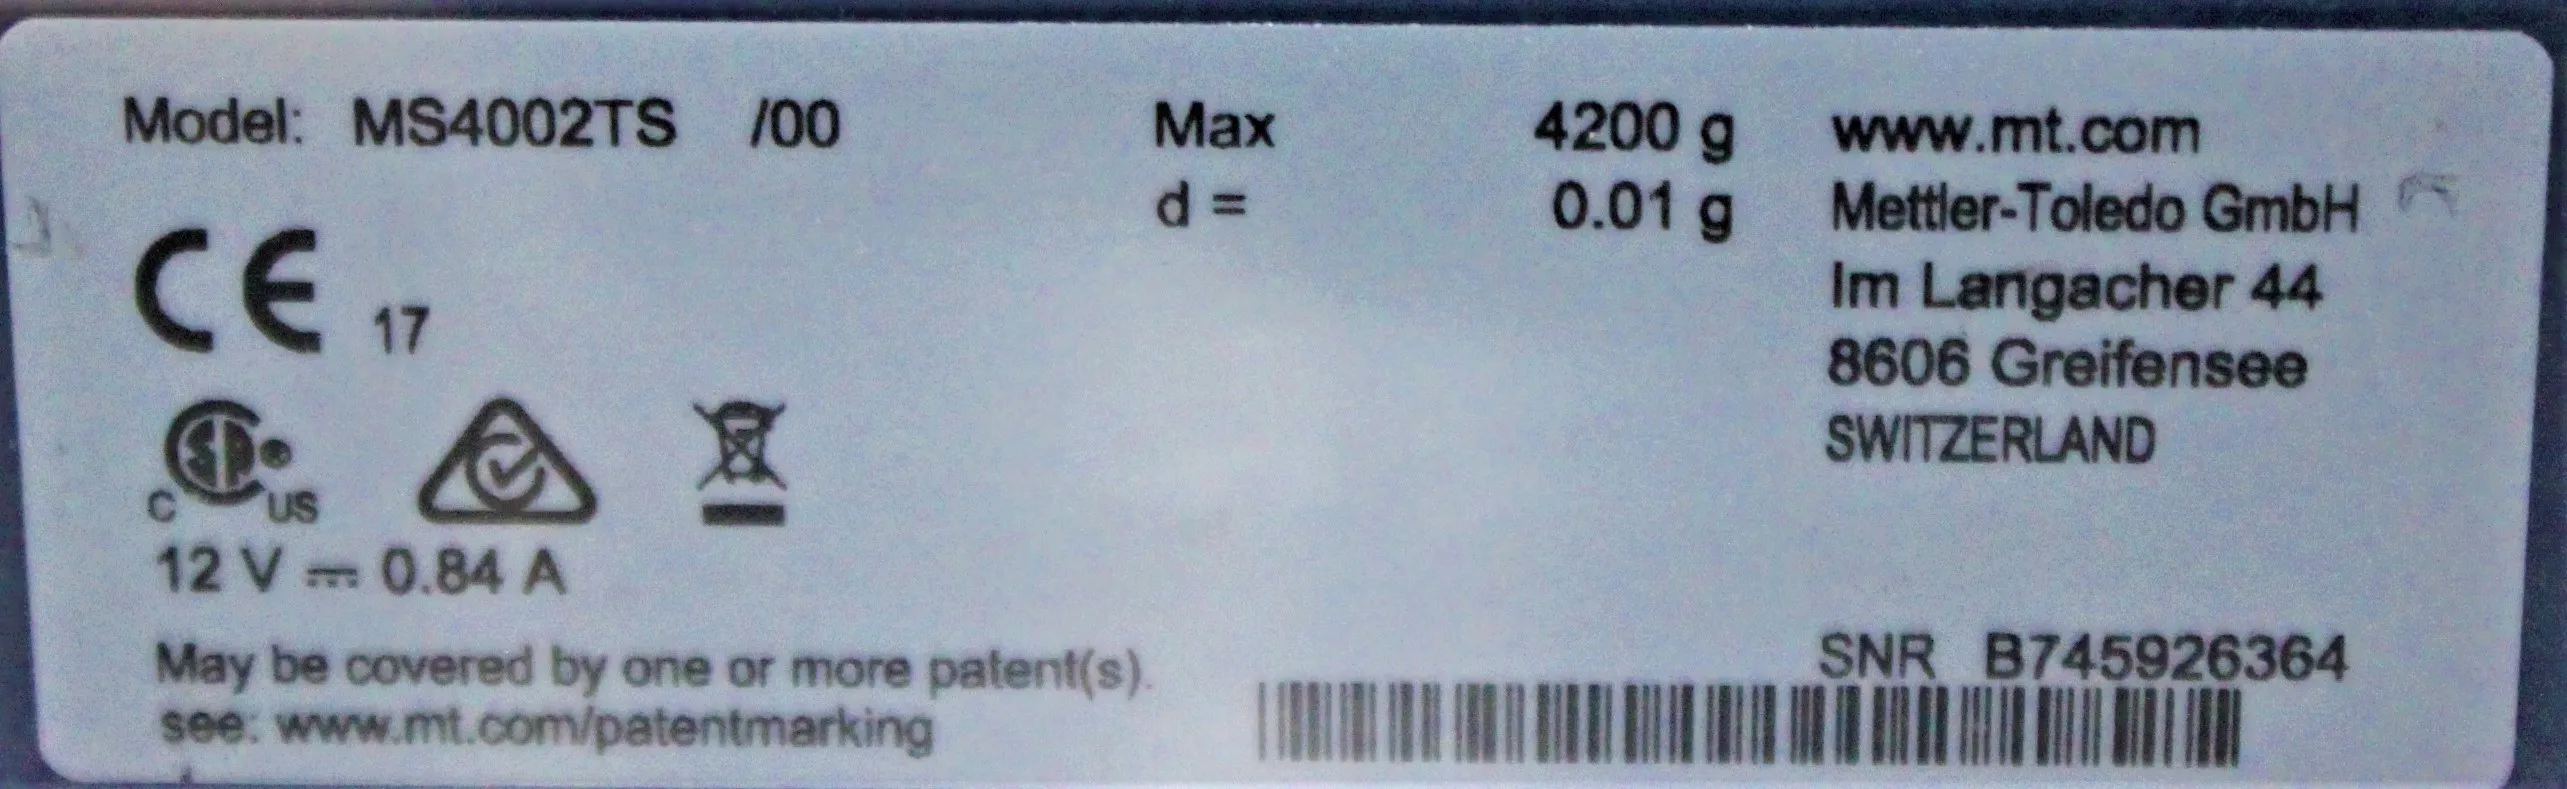 Model: MS4002TS /00 Max 4200 g www.mt.com
d = 0.01 g Mettler-Toledo GmbH
Im Langacher 44
CE 17 8606 Greifensee
SWITZERLAND
C US
12 V ⎓ 0.84 A
SNR B745926364
May be covered by one or more patent(s).
see: www.mt.com/patentmarking